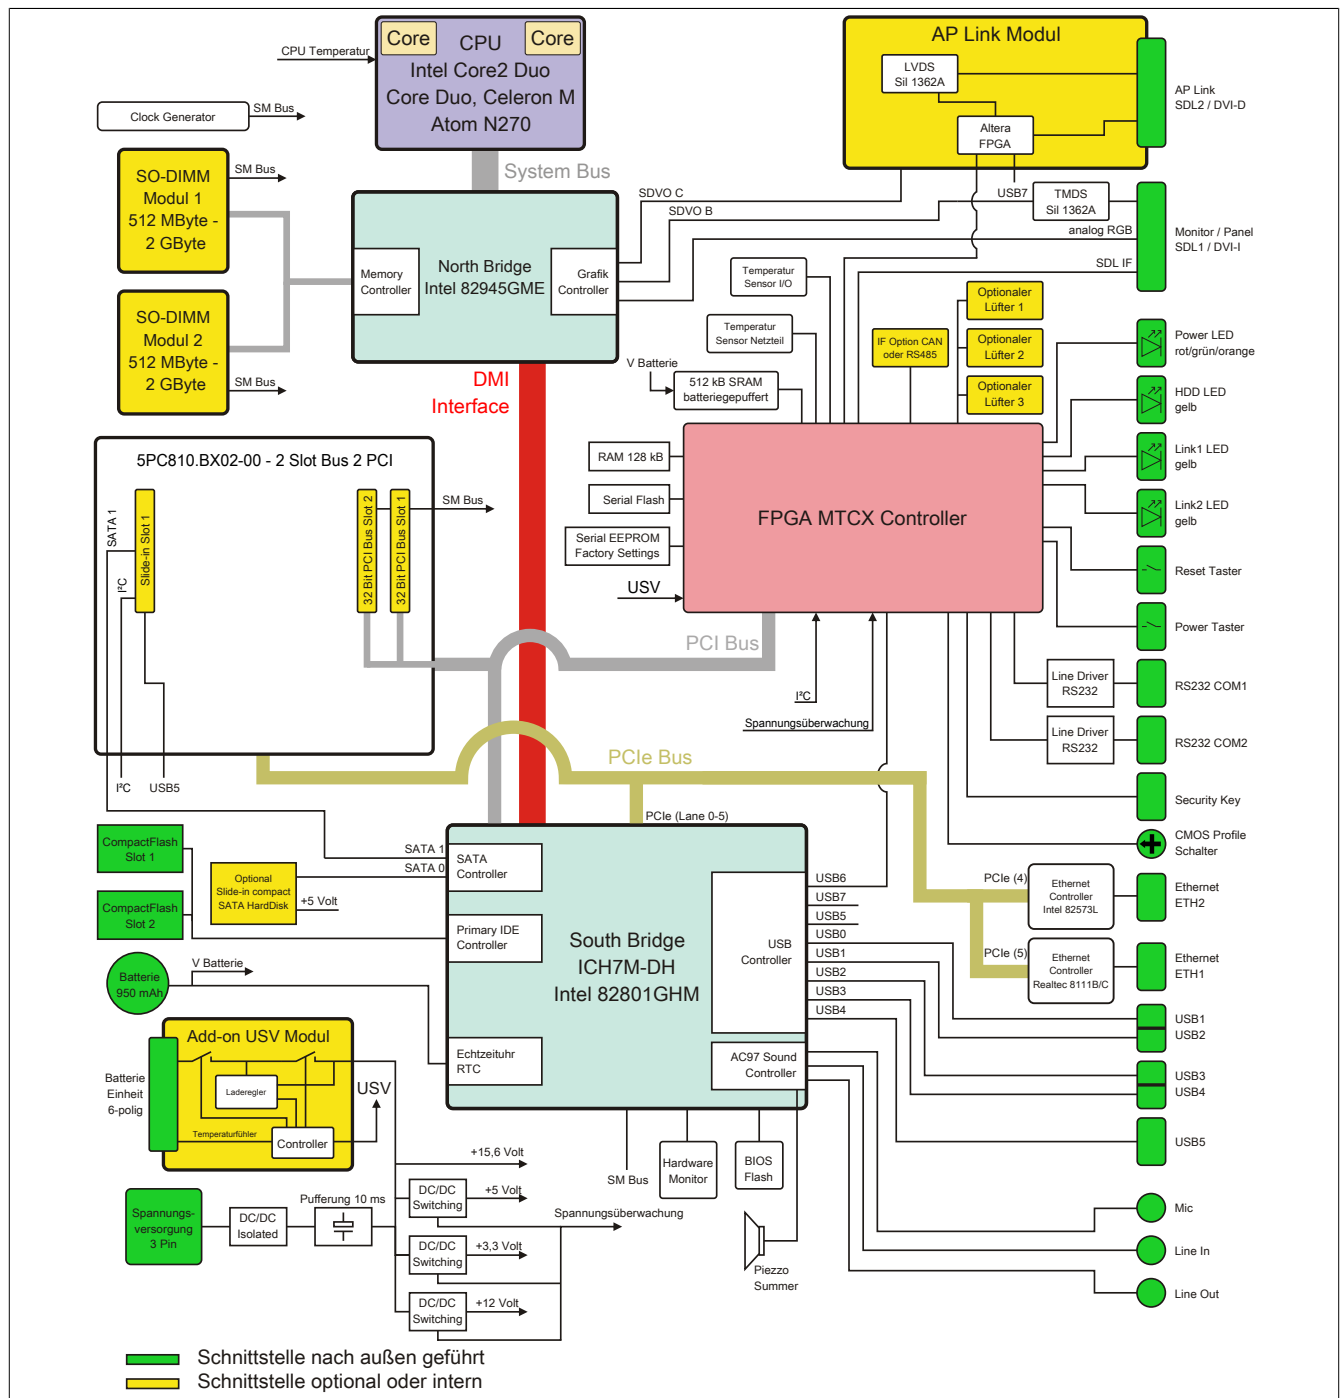 Core
CPU
Core
Intel Core2 Duo
Core Duo, Celeron M
Atom N270
CPU Temperatur
Clock Generator
SM Bus
SO-DIMM
Modul 1
512 MByte -
2 GByte
SM Bus
SO-DIMM
Modul 2
512 MByte -
2 GByte
SM Bus
System Bus
Memory
Controller
North Bridge
Intel 82945GME
Grafik
Controller
SDVO C
SDVO B
analog RGB
SDL IF
USB7
AP Link Modul
LVDS
Sil 1362A
Altera
FPGA
AP Link
SDL2 / DVI-D
TMDS
Sil 1362A
Monitor / Panel
SDL1 / DVI-I
DMI
Interface
Temperatur
Sensor I/O
Temperatur
Sensor Netzteil
V Batterie
512 kB SRAM
batteriegepuffert
IF Option CAN
oder RS485
Optionaler
Lüfter 1
Optionaler
Lüfter 2
Optionaler
Lüfter 3
Power LED
rot/grün/orange
HDD LED
gelb
Link1 LED
gelb
Link2 LED
gelb
Reset Taster
Power Taster
RAM 128 kB
Serial Flash
Serial EEPROM
Factory Settings
USV
FPGA MTCX Controller
5PC810.BX02-00 - 2 Slot Bus 2 PCI
SATA 1
I²C
Slide-in Slot 1
32 Bit PCI Bus Slot 2
32 Bit PCI Bus Slot 1
SM Bus
I²C
USB5
PCI Bus
I²C
Spannungsüberwachung
Line Driver
RS232
RS232 COM1
Line Driver
RS232
RS232 COM2
Security Key
CMOS Profile
Schalter
PCIe Bus
PCIe (Lane 0-5)
CompactFlash
Slot 1
CompactFlash
Slot 2
Optional
Slide-in compact
SATA HardDisk
+5 Volt
SATA 1
SATA 0
SATA
Controller
Primary IDE
Controller
South Bridge
ICH7M-DH
Intel 82801GHM
USB
Controller
USB6
USB7
USB5
USB0
USB1
USB2
USB3
USB4
PCIe (4)
Ethernet
Controller
Intel 82573L
Ethernet
ETH2
PCIe (5)
Ethernet
Controller
Realtec 8111B/C
Ethernet
ETH1
USB1
USB2
USB3
USB4
USB5
Batterie
950 mAh
V Batterie
Echtzeituhr
RTC
AC97 Sound
Controller
Add-on USV Modul
Laderegler
Temperaturfühler
Controller
Batterie
Einheit
6-polig
USV
SM Bus
Hardware
Monitor
BIOS
Flash
Piezzo
Summer
Mic
Line In
Line Out
+15,6 Volt
Spannungs-
versorgung
3 Pin
DC/DC
Isolated
Pufferung 10 ms
DC/DC
Switching
+5 Volt
Spannungsüberwachung
DC/DC
Switching
+3,3 Volt
DC/DC
Switching
+12 Volt
Schnittstelle nach außen geführt
Schnittstelle optional oder intern